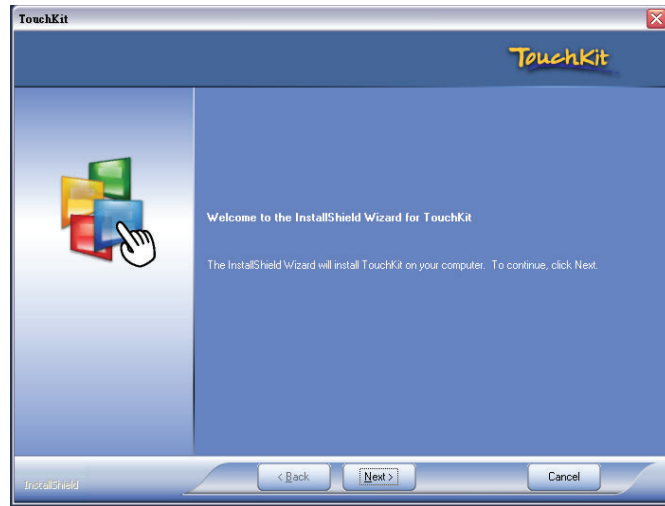 TouchKit
TouchKit
Welcome to the InstallShield Wizard for TouchKit
The InstallShield Wizard will install TouchKit on your computer. To continue, click Next.
InstallShield
< Back
Next >
Cancel